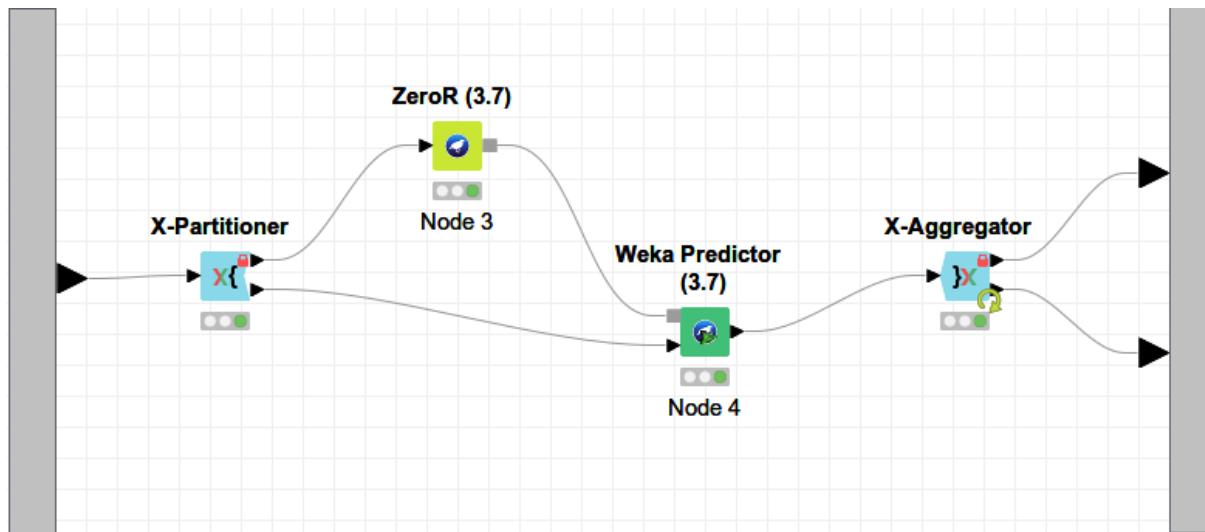 ZeroR (3.7)
Node 3
X-Partitioner
X{
Weka Predictor
(3.7)
Node 4
X-Aggregator
}X